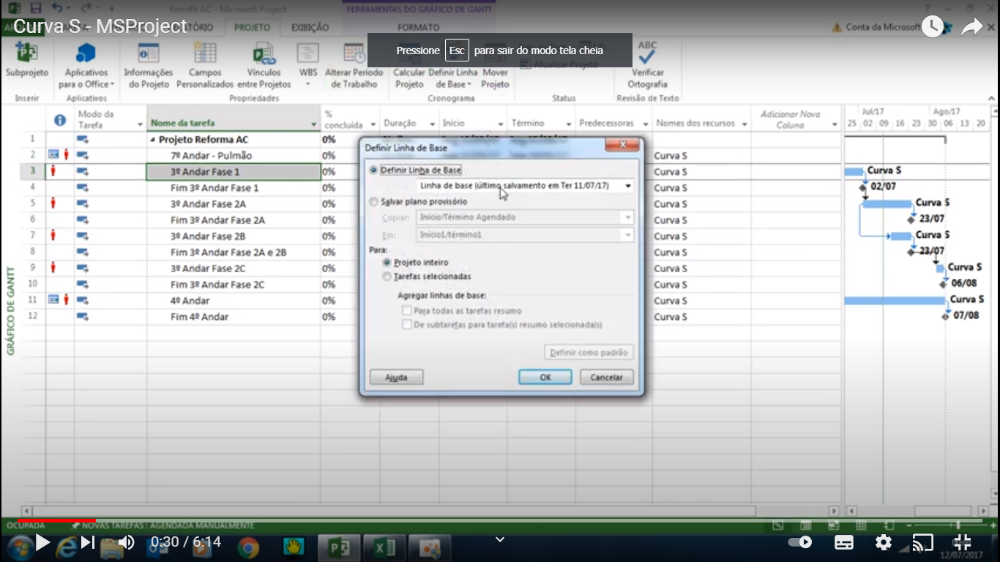 Retrofit AC - Microsoft Project
FERRAMENTAS DO GRÁFICO DE GANTT
Curva S - MSProject
PROJETO
EXIBIÇÃO
FORMATO
Conta da Microsoft
Pressione Esc para sair do modo tela cheia
Subprojeto
Aplicativos para o Office
Informações do Projeto
Campos Personalizados
Vínculos entre Projetos
WBS
Alterar Período de Trabalho
Calcular Projeto
Definir Linha de Base
Mover Projeto
Atualizar Projeto
ABC
Verificar Ortografia
Inserir
Aplicativos
Propriedades
Cronograma
Status
Revisão de Texto
Modo da Tarefa
Nome da tarefa
% concluída
Duração
Início
Término
Predecessoras
Nomes dos recursos
Adicionar Nova Coluna
Jul/17
Ago/17
25 02 09 16 23 30 06 13 20
1 Projeto Reforma AC 0%
2 7º Andar - Pulmão 0% Curva S
3 3º Andar Fase 1 0% Curva S
4 Fim 3º Andar Fase 1 0% Curva S
5 3º Andar Fase 2A 0% Curva S
6 Fim 3º Andar Fase 2A 0% Curva S
7 3º Andar Fase 2B 0% Curva S
8 Fim 3º Andar Fase 2A e 2B 0% Curva S
9 3º Andar Fase 2C 0% Curva S
10 Fim 3º Andar Fase 2C 0% Curva S
11 4º Andar 0% Curva S
12 Fim 4º Andar 0% Curva S
Curva S
02/07
Curva S
23/07
Curva S
23/07
Curva S
06/08
Curva S
07/08
GRÁFICO DE GANTT
Definir Linha de Base
Definir Linha de Base
Linha de base (último salvamento em Ter 11/07/17)
Salvar plano provisório
Copiar: Início/Término Agendado
Em: Início1/término1
Para:
Projeto inteiro
Tarefas selecionadas
Agregar linhas de base:
Para todas as tarefas resumo
De subtarefas para tarefa(s) resumo selecionada(s)
Definir como padrão
Ajuda
OK
Cancelar
OCUPADA
NOVAS TAREFAS : AGENDADA MANUALMENTE
0:30 / 6:14
12/07/2017